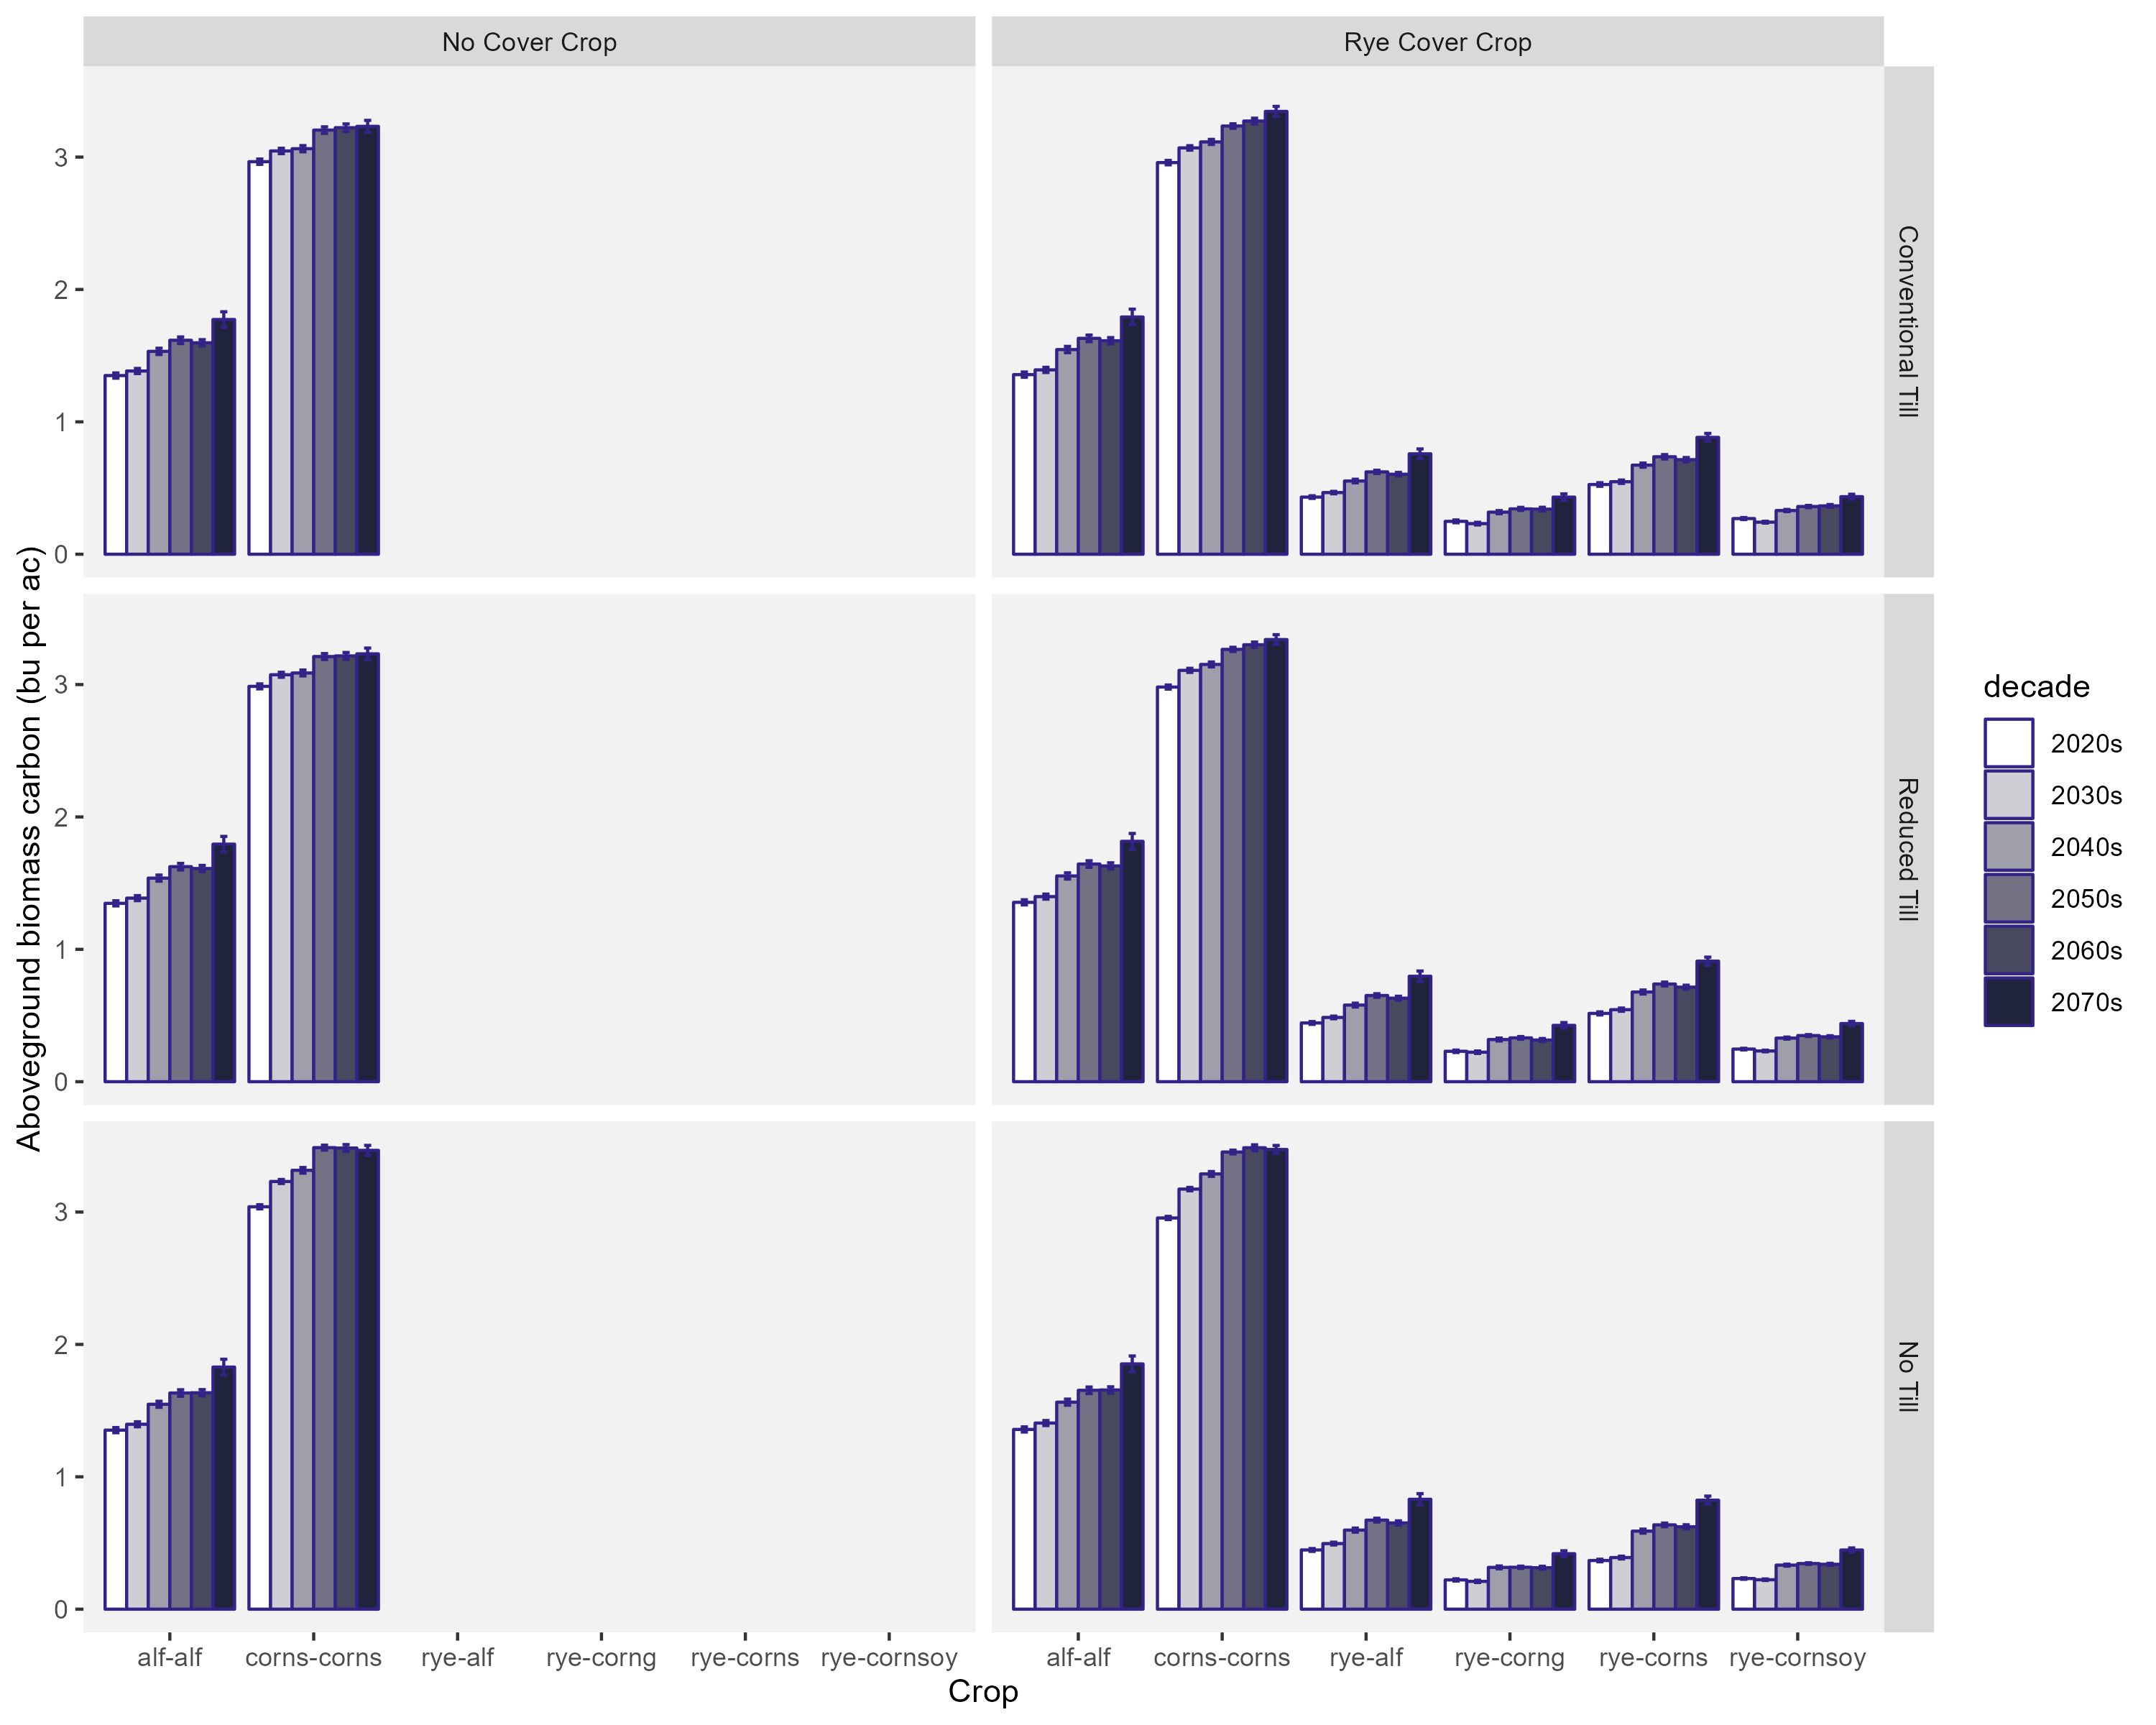 No Cover Crop
Rye Cover Crop
Aboveground biomass carbon (bu per ac)
3
2
1
0
Conventional Till
3
2
1
0
Reduced Till
3
2
1
0
No Till
alf-alf
corns-corns
rye-alf
rye-corng
rye-corns
rye-cornsoy
alf-alf
corns-corns
rye-alf
rye-corng
rye-corns
rye-cornsoy
Crop
decade
2020s
2030s
2040s
2050s
2060s
2070s